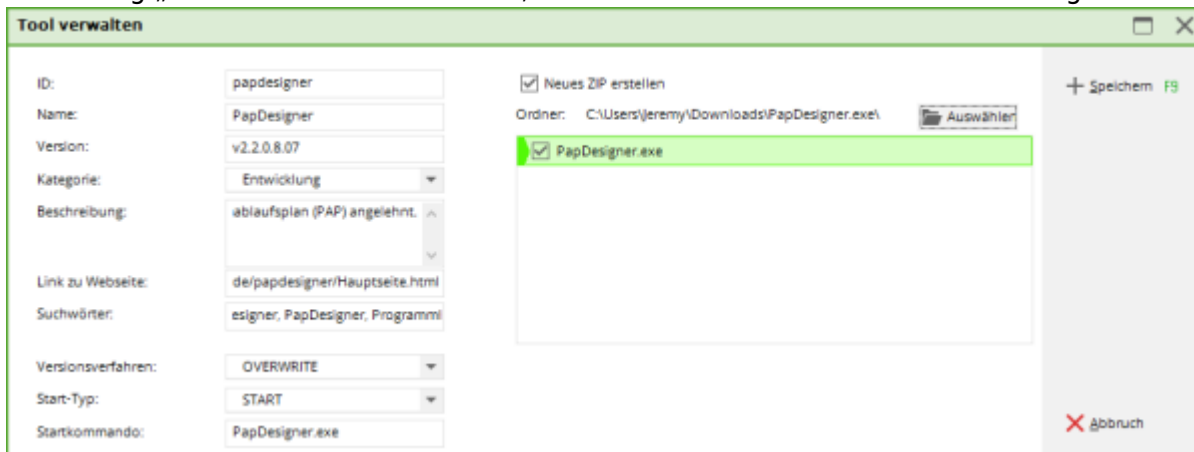 Tool verwalten
ID: papdesigner
Name: PapDesigner
Version: v2.2.0.8.07
Kategorie: Entwicklung
Beschreibung: ablaufsplan (PAP) angelehnt.
Link zu Webseite: de/papdesigner/Hauptseite.html
Suchwörter: esigner, PapDesigner, Programml
Versionsverfahren: OVERWRITE
Start-Typ: START
Startkommando: PapDesigner.exe
Neues ZIP erstellen
Ordner: C:\Users\Jeremy\Downloads\PapDesigner.exe\ Auswählen
PapDesigner.exe
Speichern F9
Abbruch